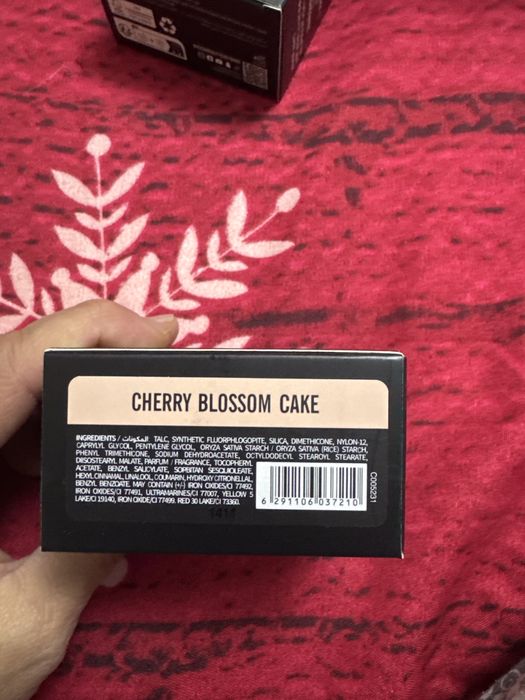 CHERRY BLOSSOM CAKE
INGREDIENTS / المكونات: TALC, SYNTHETIC FLUORPHLOGOPITE, SILICA, DIMETHICONE, NYLON-12,
CAPRYLYL GLYCOL, PENTYLENE GLYCOL, ORYZA SATIVA STARCH / ORYZA SATIVA (RICE) STARCH,
PHENYL TRIMETHICONE, SODIUM DEHYDROACETATE, OCTYLDODECYL STEAROYL STEARATE,
DIISOSTEARYL MALATE, PARFUM / FRAGRANCE, TOCOPHERYL
ACETATE, BENZYL SALICYLATE, SORBITAN SESQUIOLEATE,
HEXYL CINNAMAL, LINALOOL, COUMARIN, HYDROXYCITRONELLAL,
BENZYL BENZOATE. MAY CONTAIN (+/-) IRON OXIDES/CI 77492,
IRON OXIDES/CI 77491, ULTRAMARINES/CI 77007, YELLOW 5
LAKE/CI 19140, IRON OXIDE/CI 77499, RED 30 LAKE/CI 73360.
6 291106 037210
C005231
1411